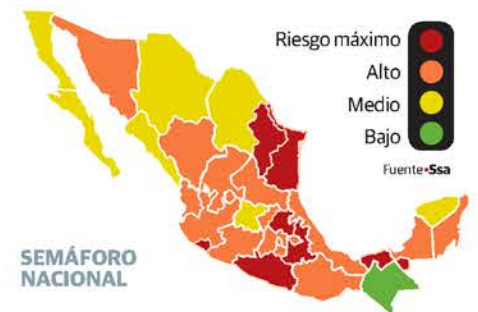 Riesgo máximo
Alto
Medio
Bajo
Fuente•Ssa
SEMÁFORO
NACIONAL